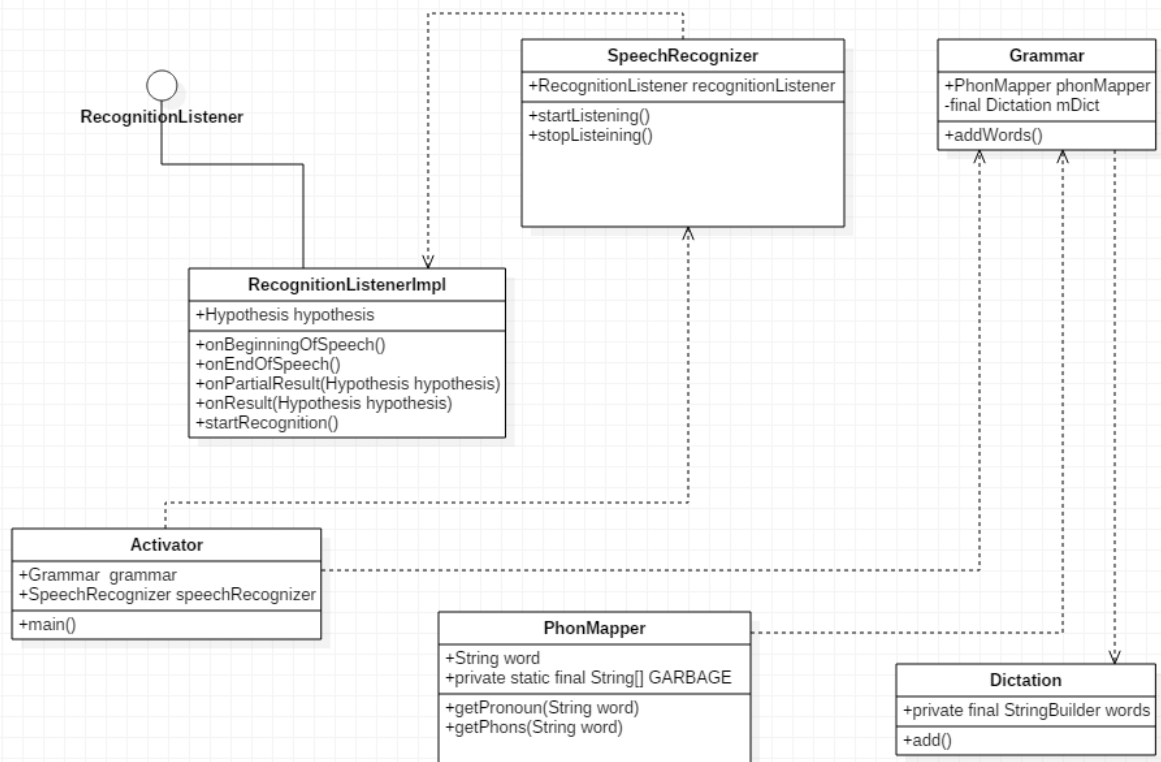 RecognitionListener
SpeechRecognizer
+RecognitionListener recognitionListener
+startListening()
+stopListeining()
Grammar
+PhonMapper phonMapper
-final Dictation mDict
+addWords()
RecognitionListenerImpl
+Hypothesis hypothesis
+onBeginningOfSpeech()
+onEndOfSpeech()
+onPartialResult(Hypothesis hypothesis)
+onResult(Hypothesis hypothesis)
+startRecognition()
Activator
+Grammar grammar
+SpeechRecognizer speechRecognizer
+main()
PhonMapper
+String word
+private static final String[] GARBAGE
+getPronoun(String word)
+getPhons(String word)
Dictation
+private final StringBuilder words
+add()